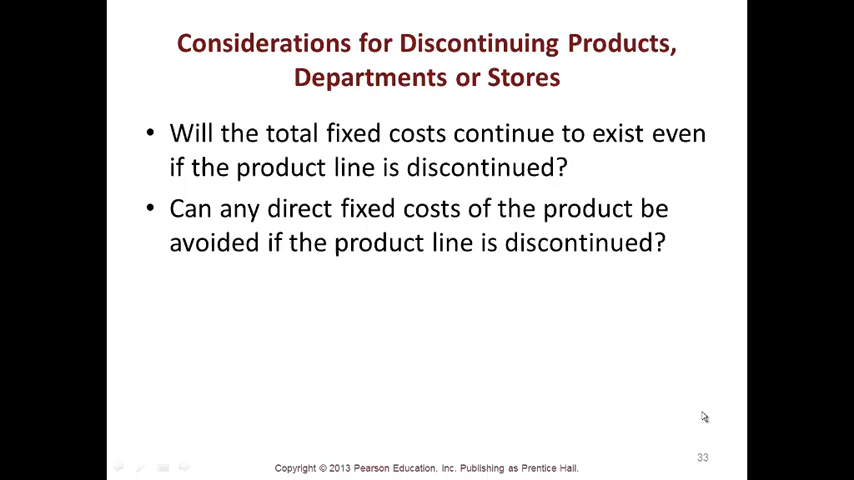 Considerations for Discontinuing Products,
Departments or Stores
• Will the total fixed costs continue to exist even
if the product line is discontinued?
• Can any direct fixed costs of the product be
avoided if the product line is discontinued?
33
Copyright © 2013 Pearson Education, Inc. Publishing as Prentice Hall.